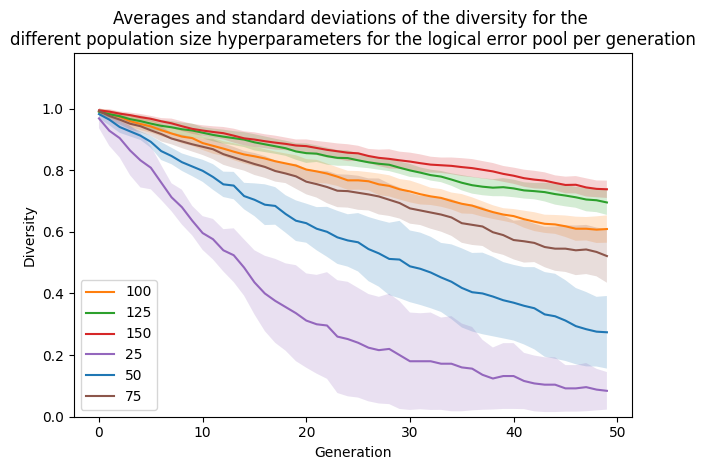 Averages and standard deviations of the diversity for the
different population size hyperparameters for the logical error pool per generation
1.0
0.8
0.6
0.4
0.2
0.0
Diversity
100
125
150
25
50
75
0 10 20 30 40 50
Generation